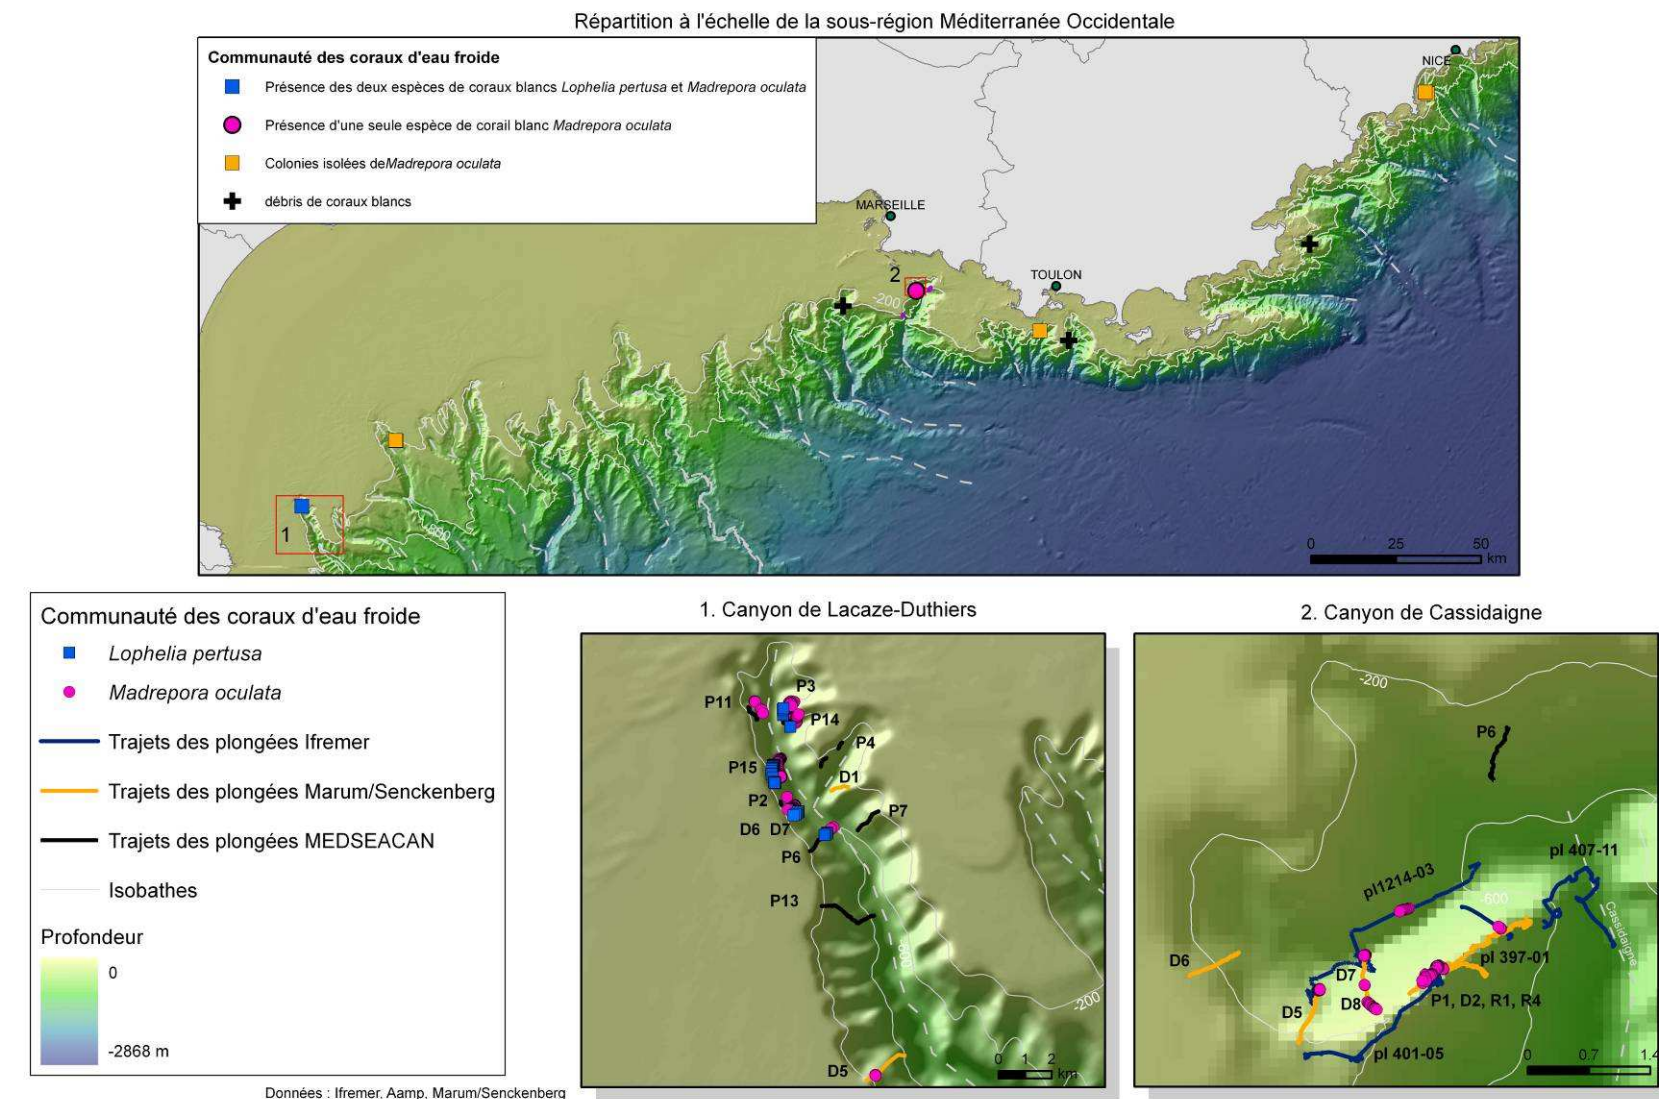 Répartition à l'échelle de la sous-région Méditerranée Occidentale
Communauté des coraux d'eau froide
Présence des deux espèces de coraux blancs Lophelia pertusa et Madrepora oculata
Présence d'une seule espèce de corail blanc Madrepora oculata
Colonies isolées deMadrepora oculata
débris de coraux blancs
NICE
MARSEILLE
TOULON
2
-200
1
0 25 50
km
Communauté des coraux d'eau froide
Lophelia pertusa
Madrepora oculata
Trajets des plongées Ifremer
Trajets des plongées Marum/Senckenberg
Trajets des plongées MEDSEACAN
Isobathes
Profondeur
0
-2868 m
Données : Ifremer, Aamp, Marum/Senckenberg
1. Canyon de Lacaze-Duthiers
P3
P11
P14
P4
P15
D1
P2
P7
D6 D7
P6
P13
-600
-200
D5
0 1 2
km
2. Canyon de Cassidaigne
-200
P6
pl 407-11
pl1214-03
-600
Cassidaigne
D6
pl 397-01
D7
D8
P1, D2, R1, R4
D5
pl 401-05
0 0.7 1.4